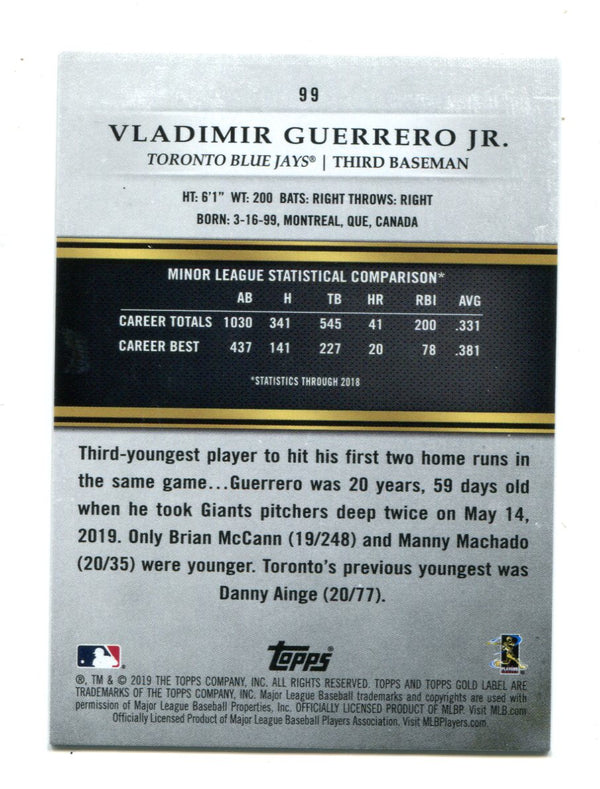 99
VLADIMIR GUERRERO JR.
TORONTO BLUE JAYS® | THIRD BASEMAN
HT: 6'1" WT: 200 BATS: RIGHT THROWS: RIGHT
BORN: 3-16-99, MONTREAL, QUE, CANADA
MINOR LEAGUE STATISTICAL COMPARISON*
AB H TB HR RBI AVG
CAREER TOTALS 1030 341 545 41 200 .331
CAREER BEST 437 141 227 20 78 .381
*STATISTICS THROUGH 2018
Third-youngest player to hit his first two home runs in
the same game...Guerrero was 20 years, 59 days old
when he took Giants pitchers deep twice on May 14,
2019. Only Brian McCann (19/248) and Manny Machado
(20/35) were younger. Toronto's previous youngest was
Danny Ainge (20/77).
topps
®, TM & © 2019 THE TOPPS COMPANY, INC. ALL RIGHTS RESERVED. TOPPS AND TOPPS GOLD LABEL ARE
TRADEMARKS OF THE TOPPS COMPANY, INC. Major League Baseball trademarks and copyrights are used with
permission of Major League Baseball Properties, Inc. OFFICIALLY LICENSED PRODUCT OF MLBP. Visit MLB.com
Officially Licensed Product of Major League Baseball Players Association. Visit MLBPlayers.com